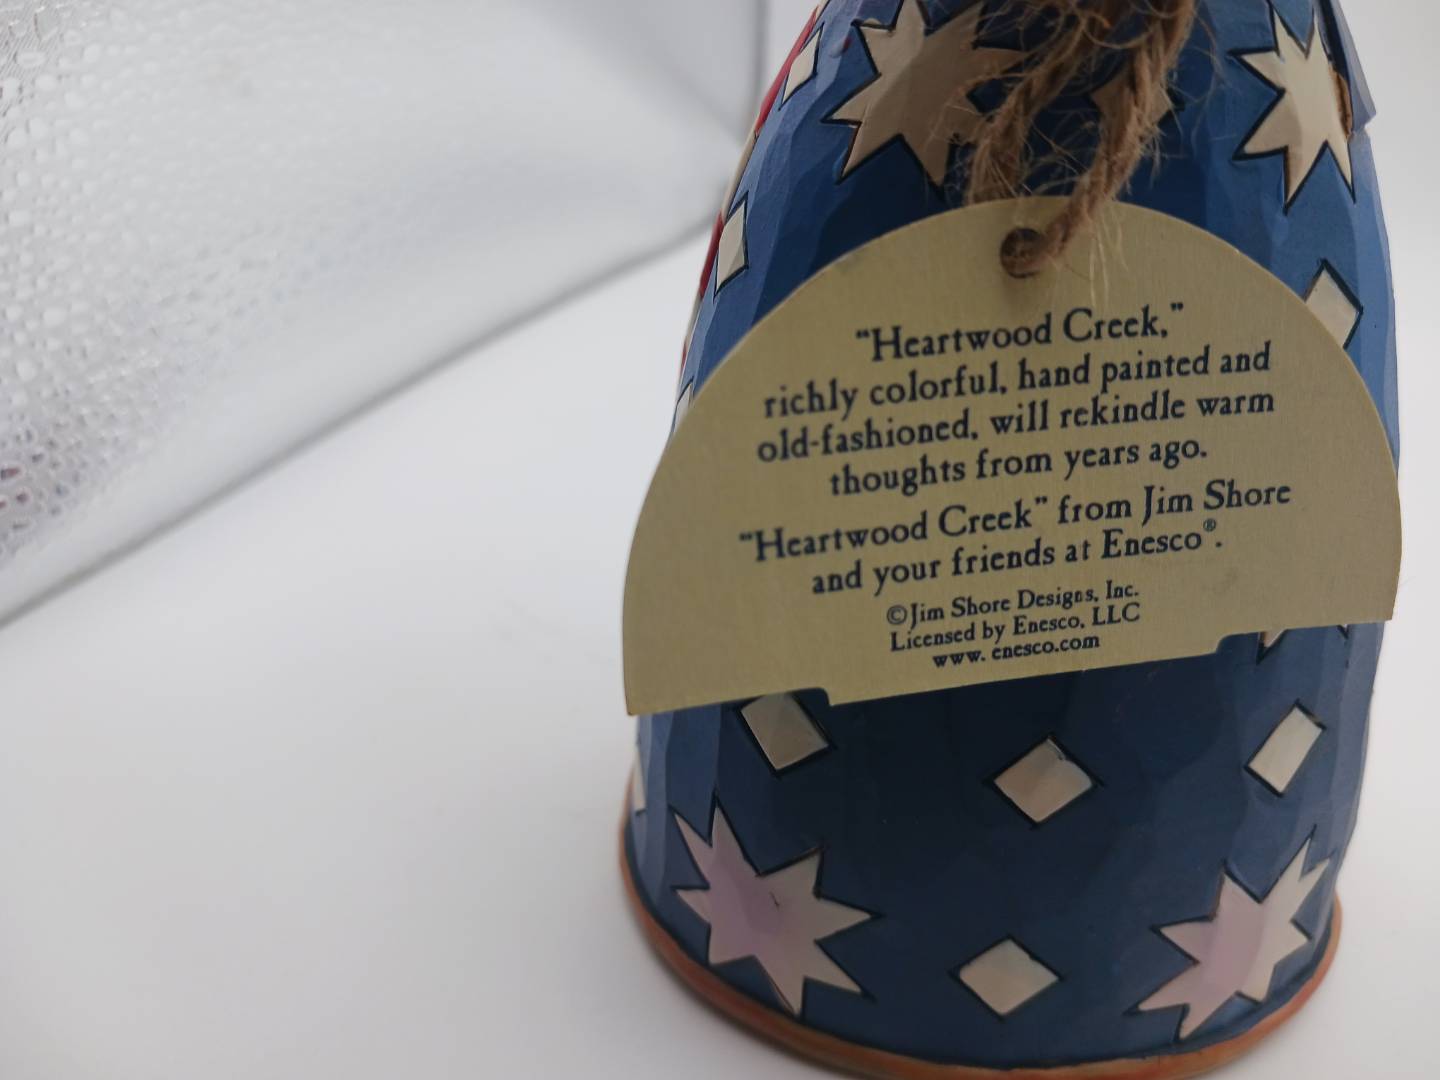 "Heartwood Creek,"
richly colorful, hand painted and
old-fashioned, will rekindle warm
thoughts from years ago.
"Heartwood Creek" from Jim Shore
and your friends at Enesco®.
©Jim Shore Designs, Inc.
Licensed by Enesco, LLC
www. enesco.com